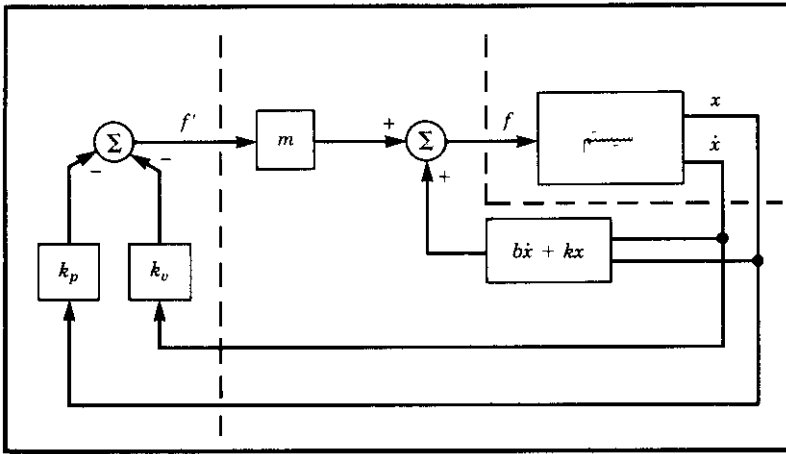 x
f'
m
+
Σ
Σ
f
ẋ
−
−
+
k_p
k_v
bẋ + kx